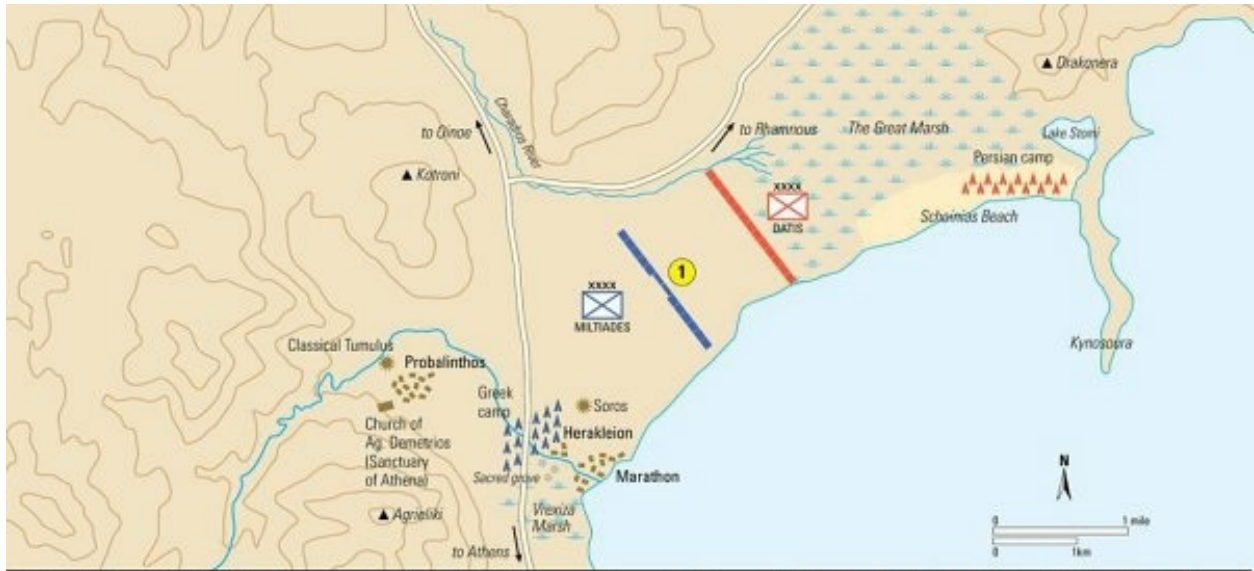 Drakonera
to Oinoe
Charadros River
to Rhamnous
The Great Marsh
Lake Stomi
Persian camp
Kotroni
XXXX
DATIS
Schoinias Beach
1
XXXX
MILTIADES
Kynosoura
Classical Tumulus
Probalinthos
Greek
camp
Soros
Church of
Ag. Demetrios
(Sanctuary
of Athena)
Herakleion
Sacred grove
Marathon
N
Agrieliki
Vrexiza
Marsh
to Athens
0
1 mile
0
1km